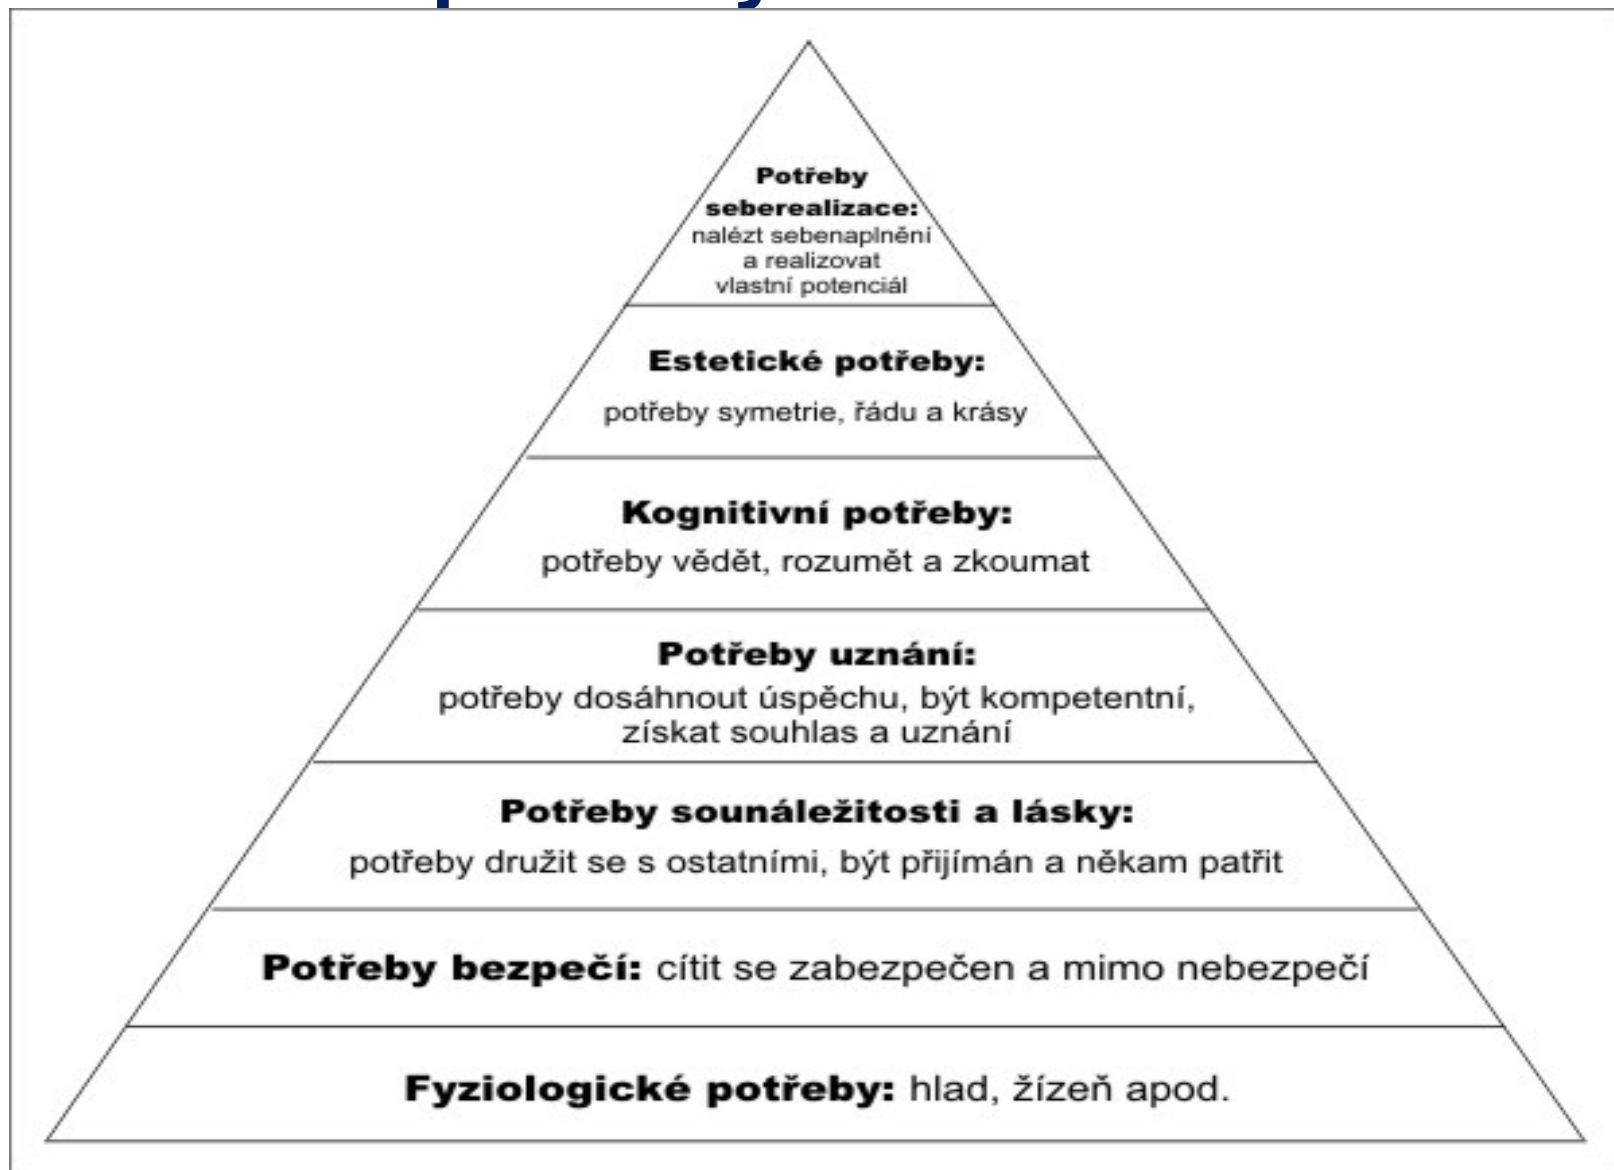 Potřeby
seberealizace:
nalézt sebenaplnění
a realizovat
vlastní potenciál
Estetické potřeby:
potřeby symetrie, řádu a krásy
Kognitivní potřeby:
potřeby vědět, rozumět a zkoumat
Potřeby uznání:
potřeby dosáhnout úspěchu, být kompetentní,
získat souhlas a uznání
Potřeby sounáležitosti a lásky:
potřeby družit se s ostatními, být přijímán a někam patřit
Potřeby bezpečí: cítit se zabezpečen a mimo nebezpečí
Fyziologické potřeby: hlad, žízeň apod.